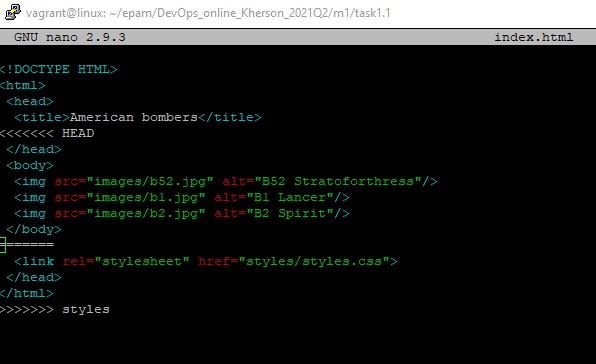 vagrant@linux: ~/epam/DevOps_online_Kherson_2021Q2/m1/task1.1
GNU nano 2.9.3 index.html
<!DOCTYPE HTML>
<html>
<head>
<title>American bombers</title>
<<<<<<< HEAD
</head>
<body>
<img src="images/b52.jpg" alt="B52 Stratoforthress"/>
<img src="images/b1.jpg" alt="B1 Lancer"/>
<img src="images/b2.jpg" alt="B2 Spirit"/>
</body>
=======
<link rel="stylesheet" href="styles/styles.css">
</head>
</html>
>>>>>>> styles